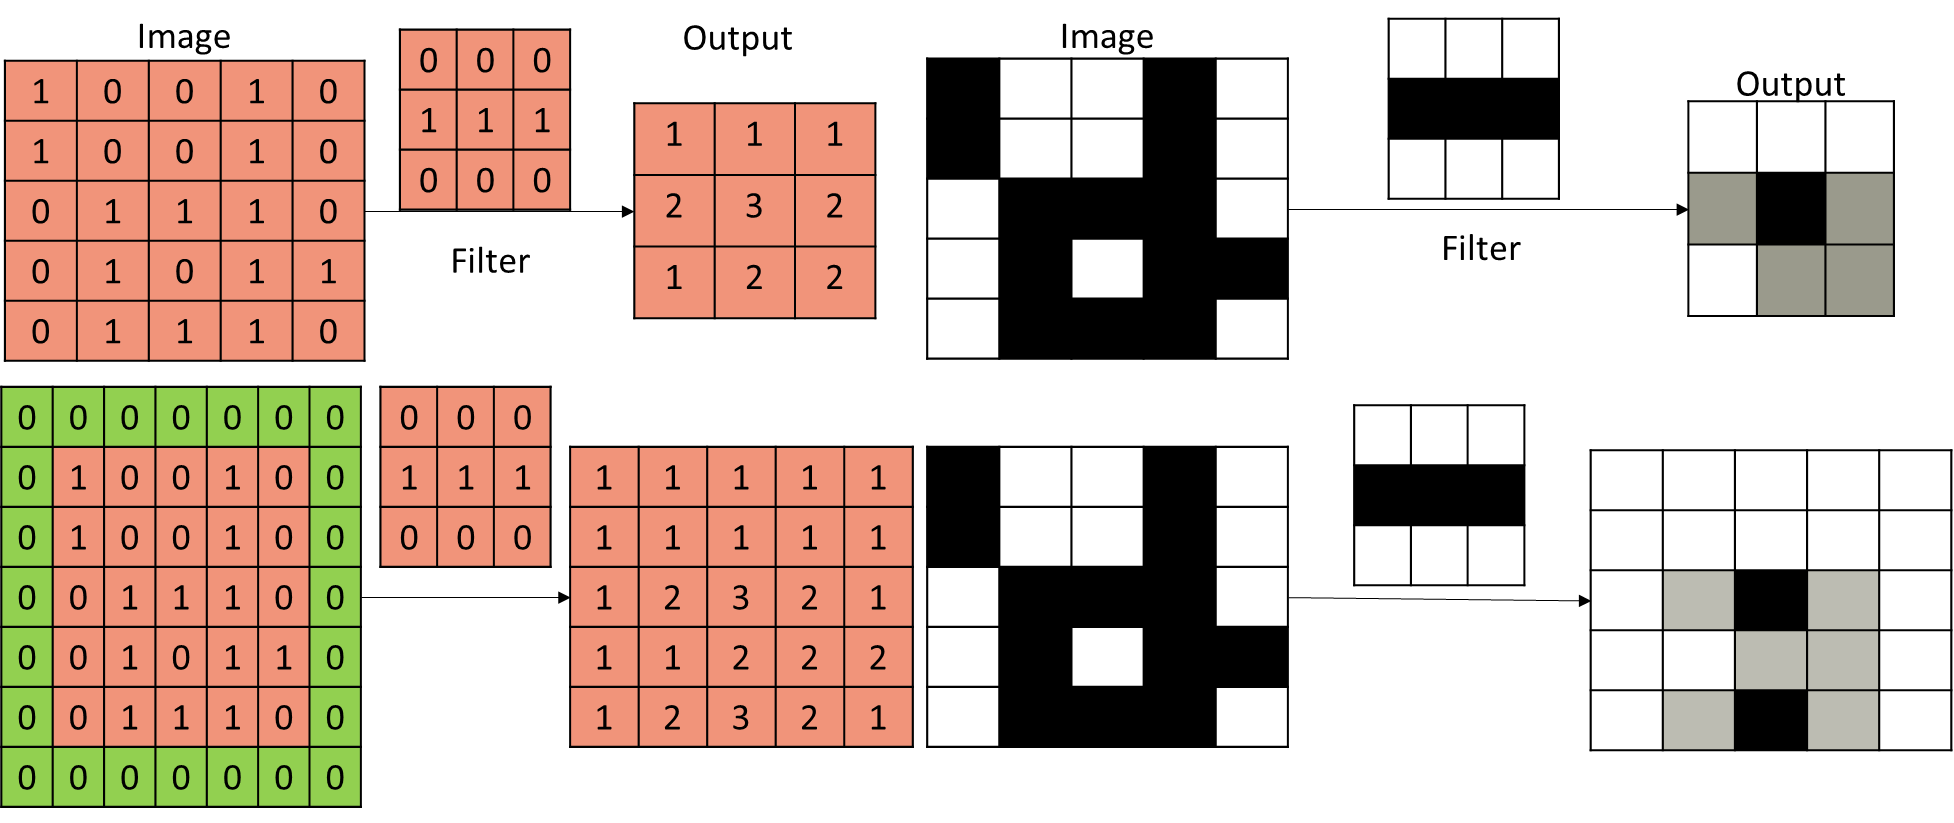 Image
1 0 0 1 0
1 0 0 1 0
0 1 1 1 0
0 1 0 1 1
0 1 1 1 0
0 0 0
1 1 1
0 0 0
Filter
Output
1 1 1
2 3 2
1 2 2
Image
Filter
Output
0 0 0 0 0 0 0
0 1 0 0 1 0 0
0 1 0 0 1 0 0
0 0 1 1 1 0 0
0 0 1 0 1 1 0
0 0 1 1 1 0 0
0 0 0 0 0 0 0
0 0 0
1 1 1
0 0 0
1 1 1 1 1
1 1 1 1 1
1 2 3 2 1
1 1 2 2 2
1 2 3 2 1